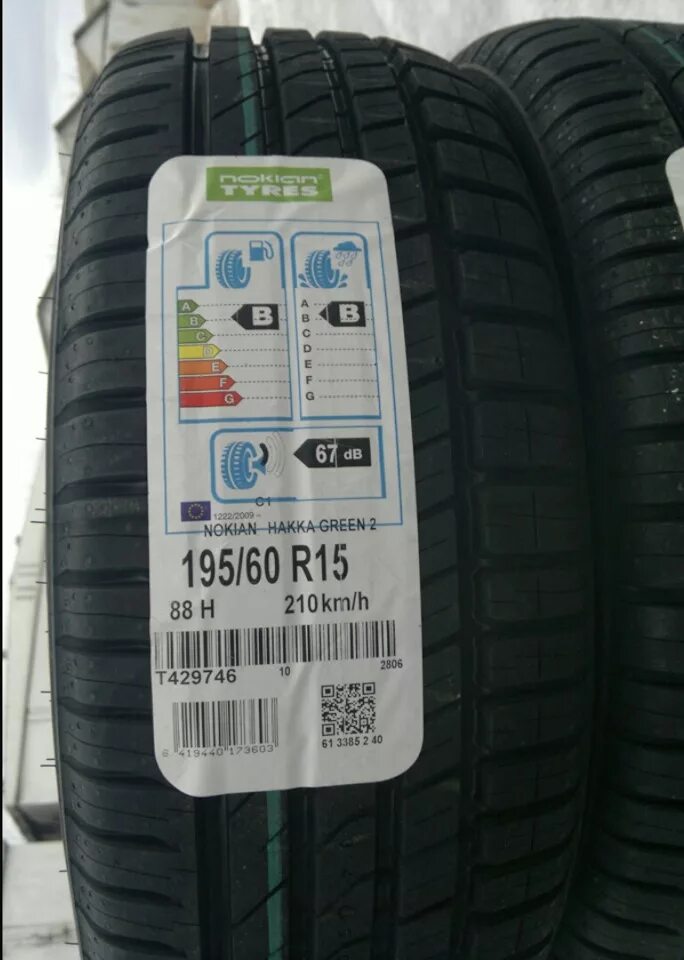 nokian
TYRES
A
B
C
D
E
F
G
B
A
B
C
D
E
F
G
B
67 dB
C1
1222/2009
NOKIAN HAKKA GREEN 2
195/60 R15
88 H 210 km/h
T429746 10 2806
6 419440 173603
61 3385 2 40